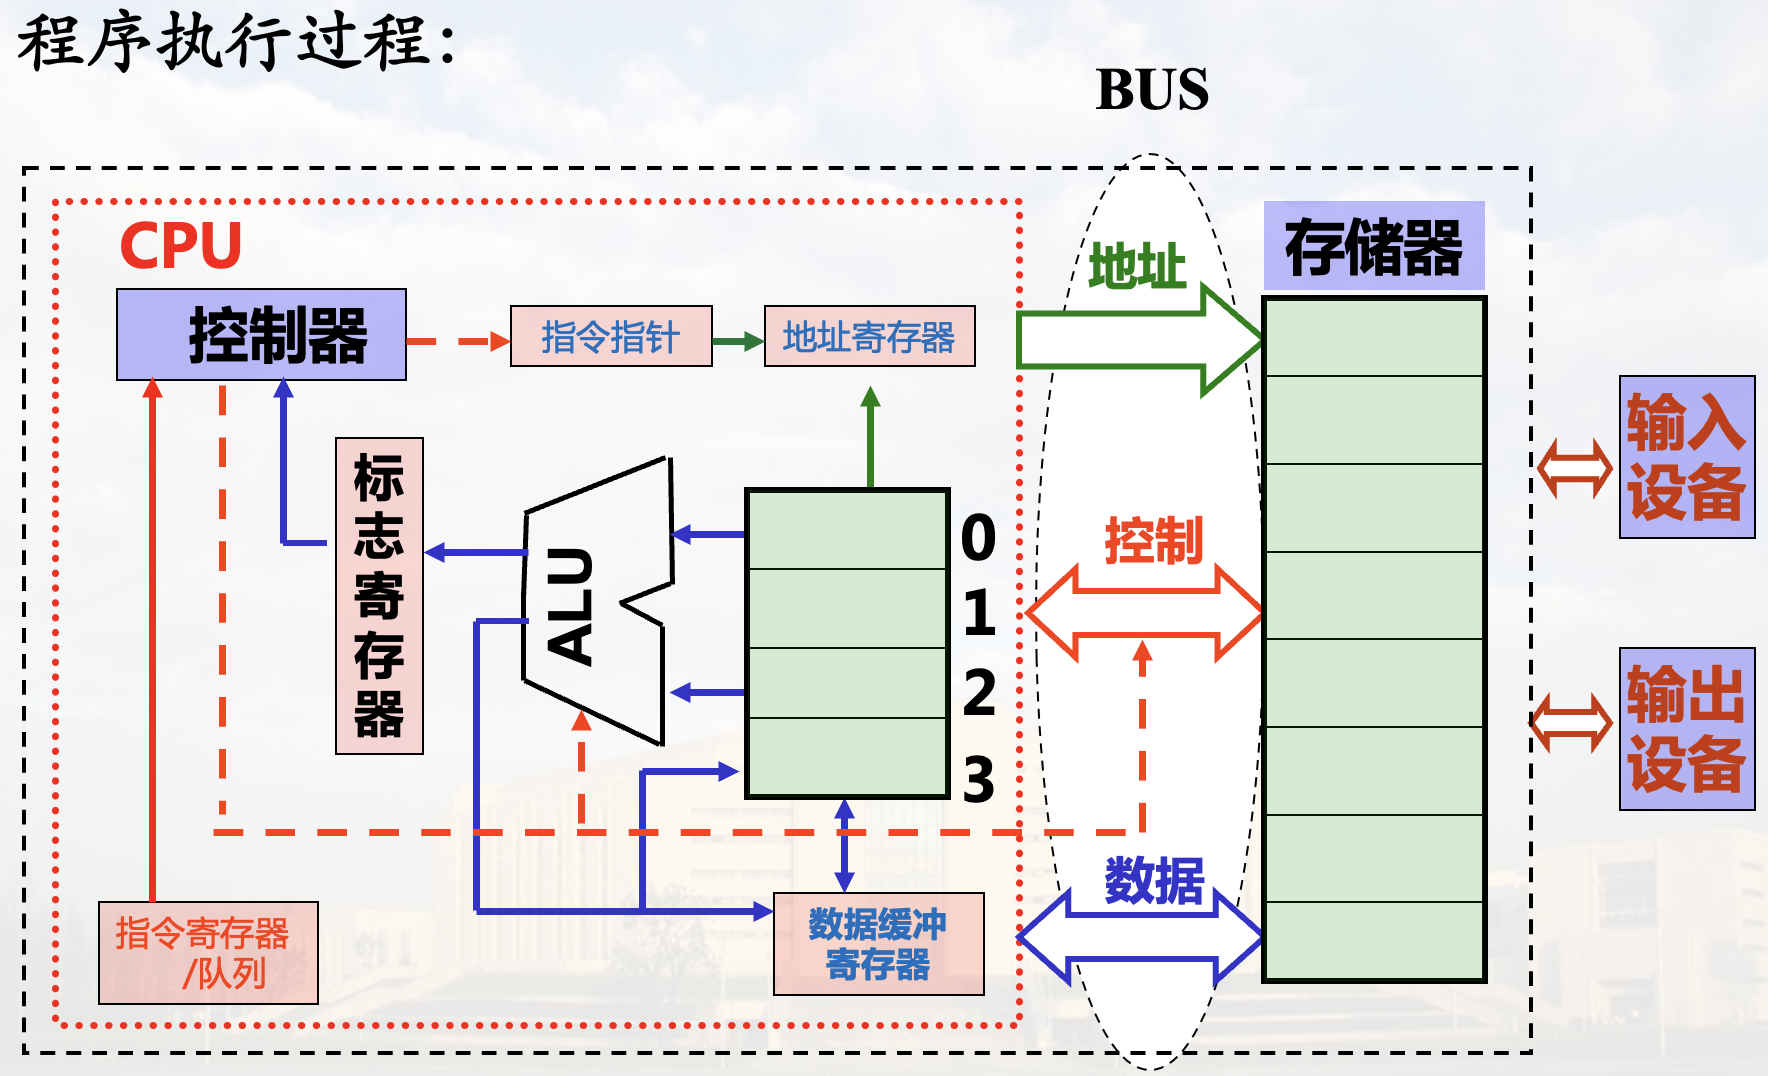 程序执行过程:
BUS
CPU
控制器
指令指针
地址寄存器
地址
存储器
标志寄存器
ALU
0
1
2
3
控制
输入
设备
输出
设备
指令寄存器
/队列
数据缓冲
寄存器
数据